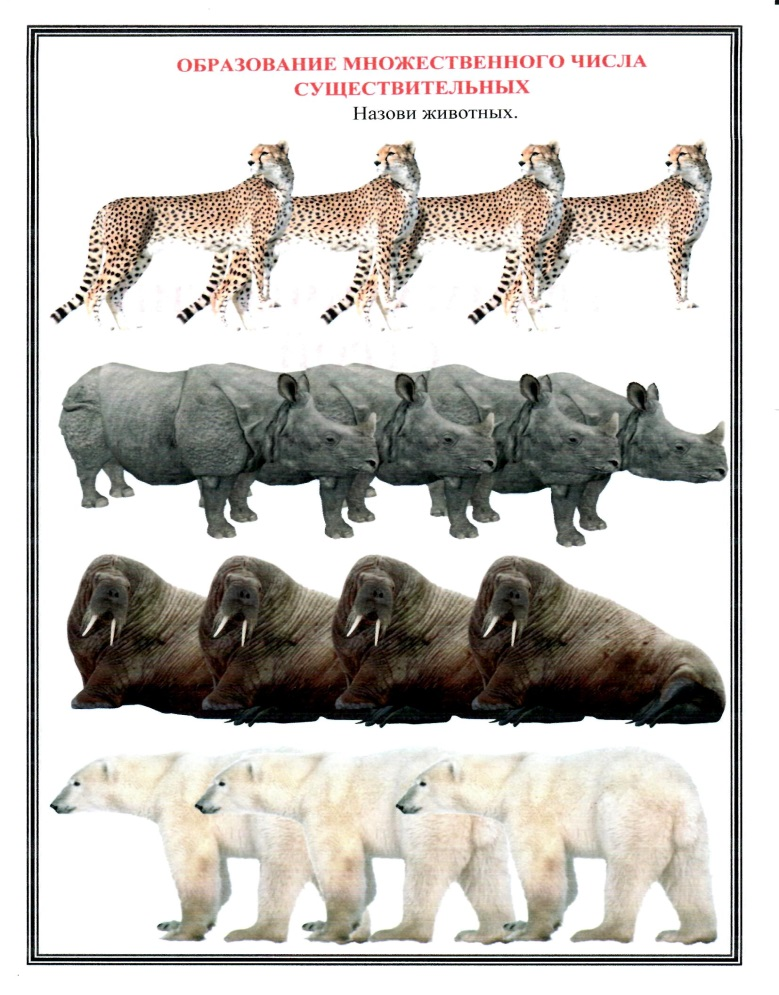 ОБРАЗОВАНИЕ МНОЖЕСТВЕННОГО ЧИСЛА
СУЩЕСТВИТЕЛЬНЫХ
Назови животных.